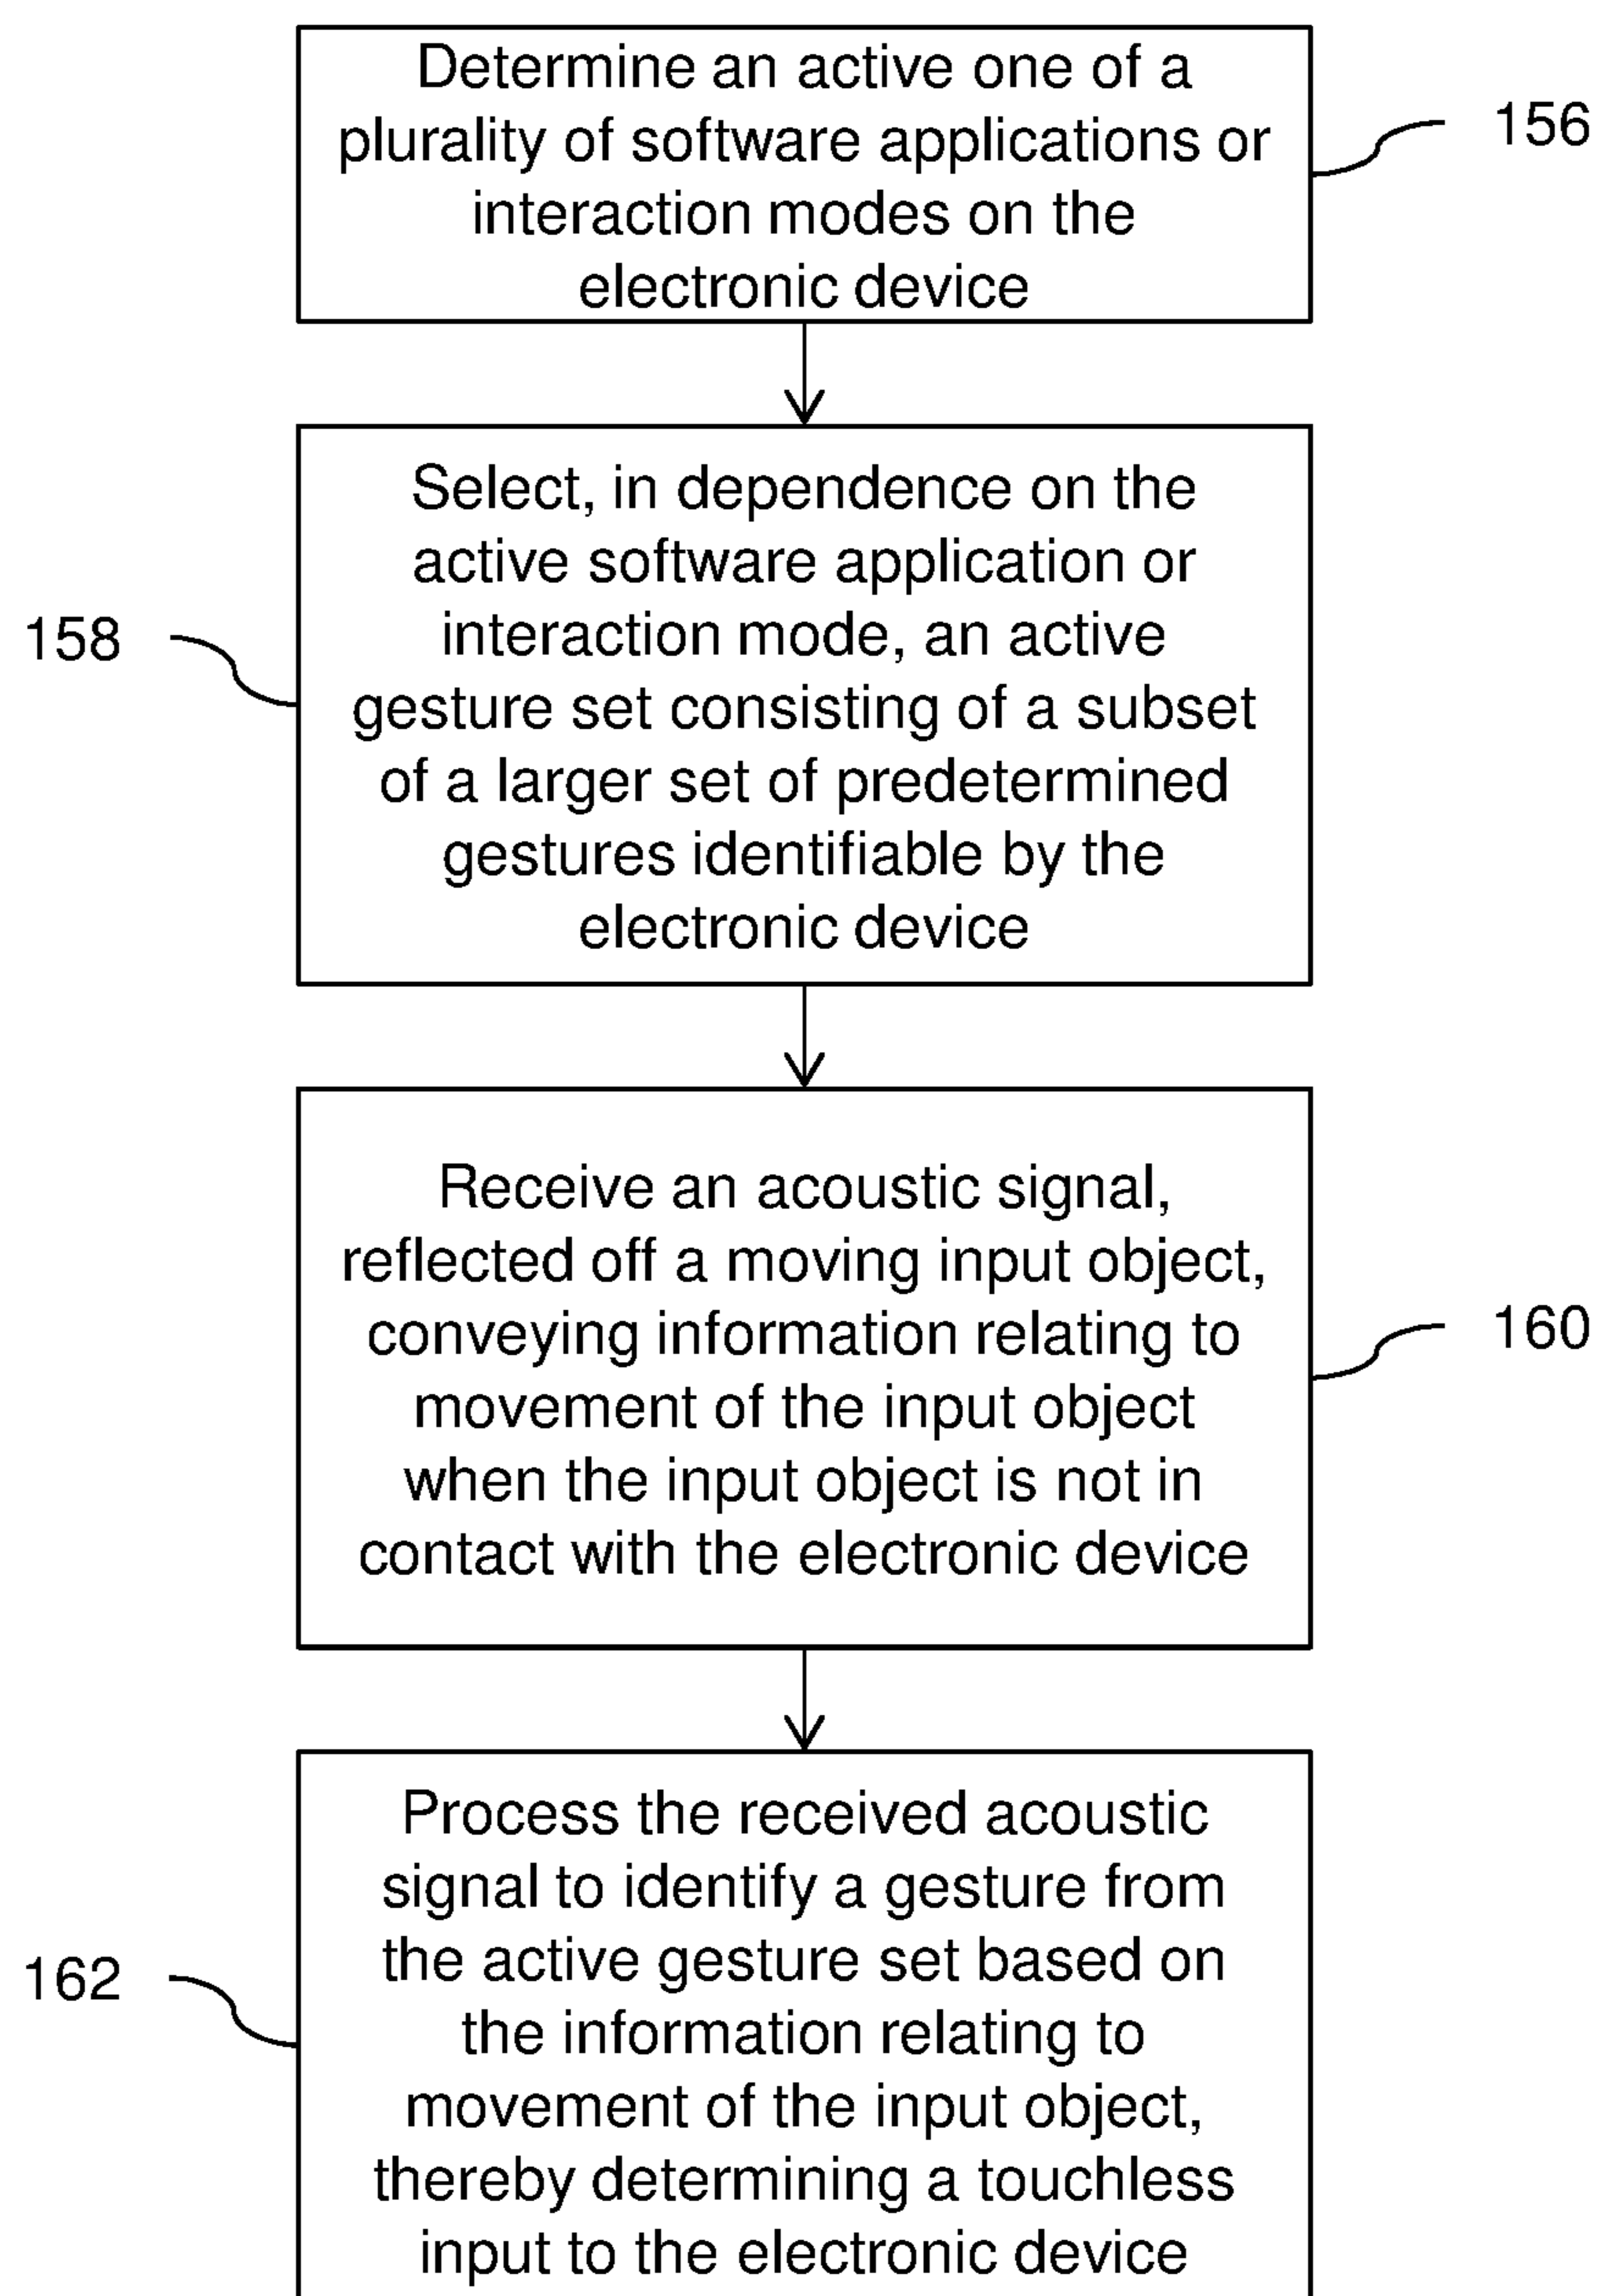 Determine an active one of a
plurality of software applications or
interaction modes on the
electronic device
156
Select, in dependence on the
active software application or
interaction mode, an active
gesture set consisting of a subset
of a larger set of predetermined
gestures identifiable by the
electronic device
158
Receive an acoustic signal,
reflected off a moving input object,
conveying information relating to
movement of the input object
when the input object is not in
contact with the electronic device
160
Process the received acoustic
signal to identify a gesture from
the active gesture set based on
the information relating to
movement of the input object,
thereby determining a touchless
input to the electronic device
162